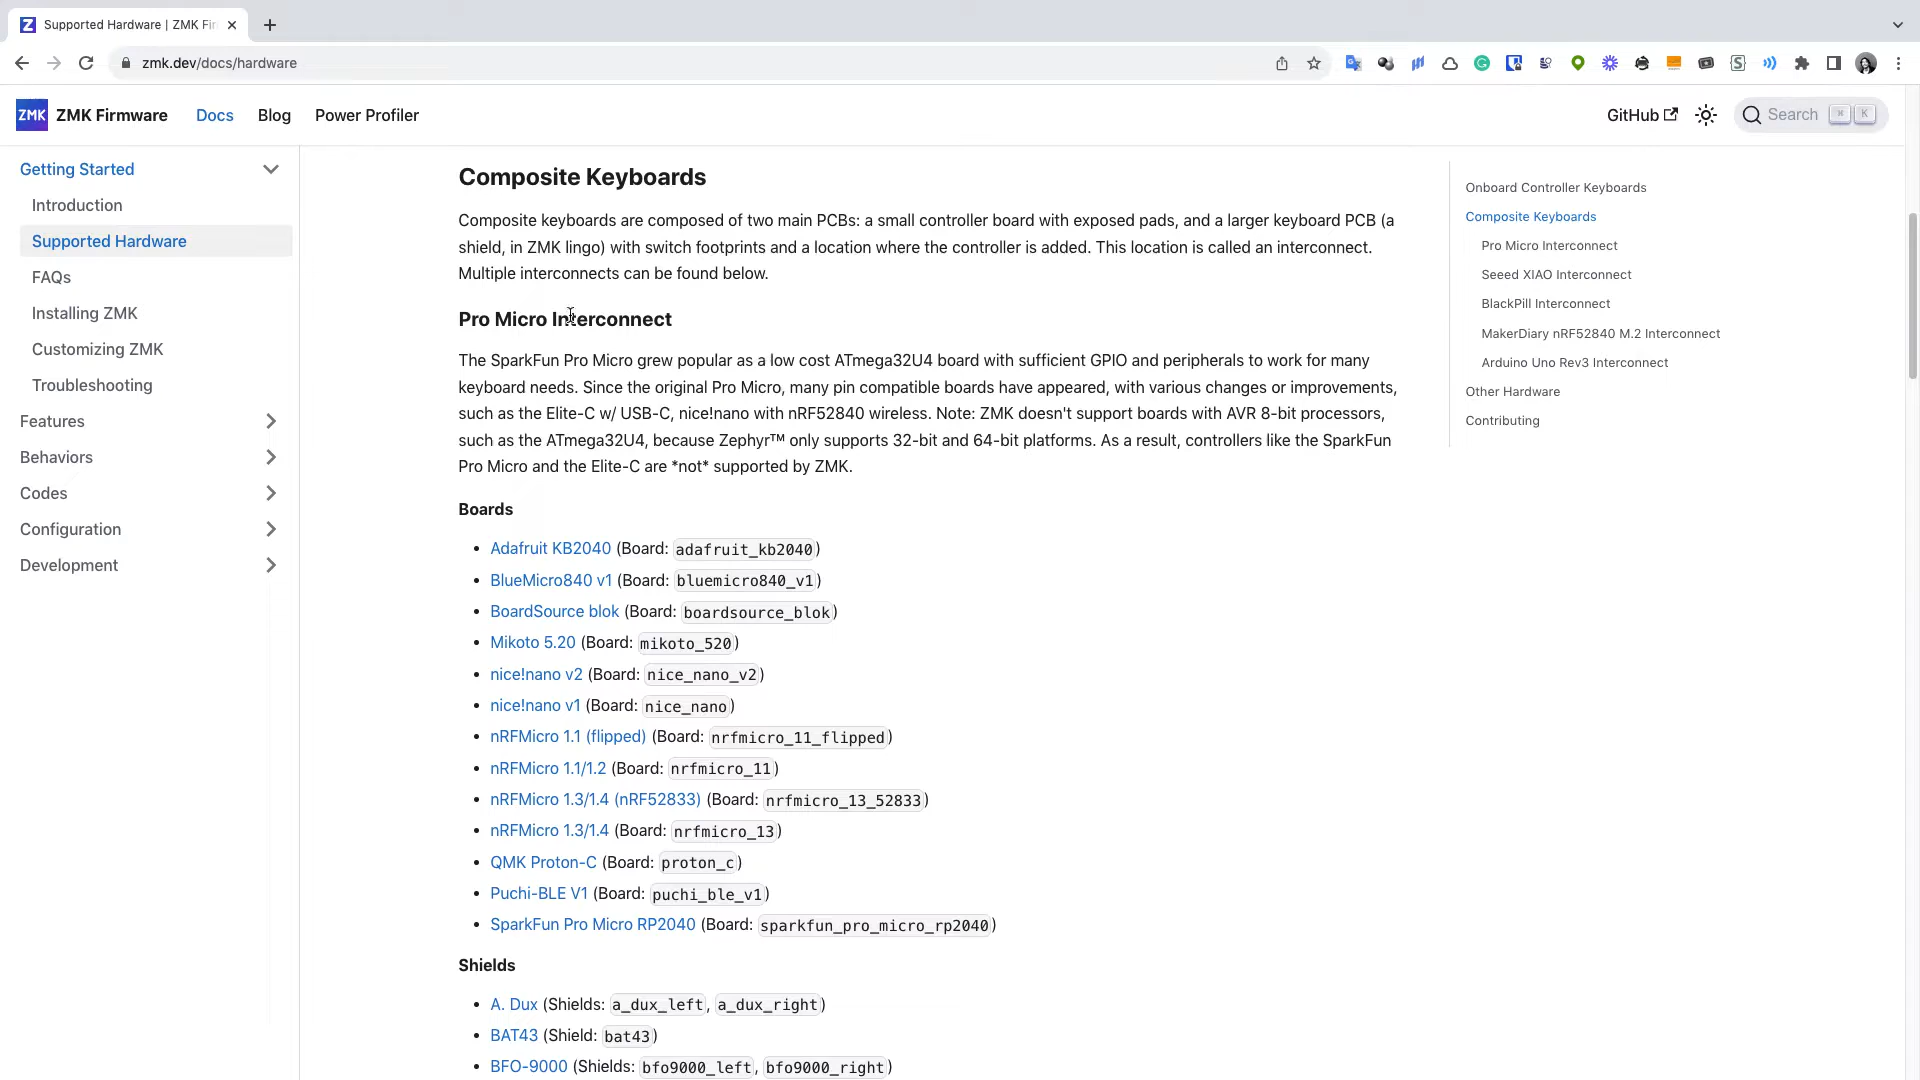 Supported Hardware | ZMK Fir
zmk.dev/docs/hardware
ZMK
ZMK Firmware
Docs
Blog
Power Profiler
GitHub
Search
K
Getting Started
Introduction
Supported Hardware
FAQs
Installing ZMK
Customizing ZMK
Troubleshooting
Features
Behaviors
Codes
Configuration
Development
Composite Keyboards
Composite keyboards are composed of two main PCBs: a small controller board with exposed pads, and a larger keyboard PCB (a
shield, in ZMK lingo) with switch footprints and a location where the controller is added. This location is called an interconnect.
Multiple interconnects can be found below.
Pro Micro Interconnect
The SparkFun Pro Micro grew popular as a low cost ATmega32U4 board with sufficient GPIO and peripherals to work for many
keyboard needs. Since the original Pro Micro, many pin compatible boards have appeared, with various changes or improvements,
such as the Elite-C w/ USB-C, nice!nano with nRF52840 wireless. Note: ZMK doesn't support boards with AVR 8-bit processors,
such as the ATmega32U4, because Zephyr™ only supports 32-bit and 64-bit platforms. As a result, controllers like the SparkFun
Pro Micro and the Elite-C are *not* supported by ZMK.
Boards
• Adafruit KB2040 (Board: adafruit_kb2040)
• BlueMicro840 v1 (Board: bluemicro840_v1)
• BoardSource blok (Board: boardsource_blok)
• Mikoto 5.20 (Board: mikoto_520)
• nice!nano v2 (Board: nice_nano_v2)
• nice!nano v1 (Board: nice_nano)
• nRFMicro 1.1 (flipped) (Board: nrfmicro_11_flipped)
• nRFMicro 1.1/1.2 (Board: nrfmicro_11)
• nRFMicro 1.3/1.4 (nRF52833) (Board: nrfmicro_13_52833)
• nRFMicro 1.3/1.4 (Board: nrfmicro_13)
• QMK Proton-C (Board: proton_c)
• Puchi-BLE V1 (Board: puchi_ble_v1)
• SparkFun Pro Micro RP2040 (Board: sparkfun_pro_micro_rp2040)
Shields
• A. Dux (Shields: a_dux_left, a_dux_right)
• BAT43 (Shield: bat43)
• BFO-9000 (Shields: bfo9000_left, bfo9000_right)
Onboard Controller Keyboards
Composite Keyboards
Pro Micro Interconnect
Seeed XIAO Interconnect
BlackPill Interconnect
MakerDiary nRF52840 M.2 Interconnect
Arduino Uno Rev3 Interconnect
Other Hardware
Contributing